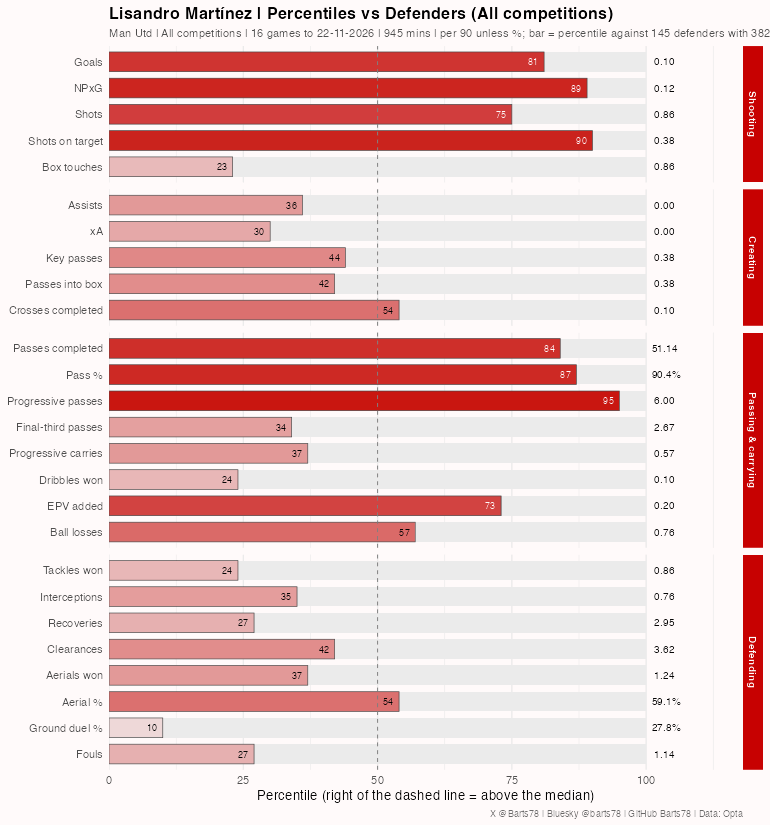 Lisandro Martínez | Percentiles vs Defenders (All competitions)
Man Utd | All competitions | 16 games to 22-11-2026 | 945 mins | per 90 unless %; bar = percentile against 145 defenders with 382
Goals 81 0.10
NPxG 89 0.12
Shots 75 0.86
Shots on target 90 0.38
Box touches 23 0.86
Shooting
Assists 36 0.00
xA 30 0.00
Key passes 44 0.38
Passes into box 42 0.38
Crosses completed 54 0.10
Creating
Passes completed 84 51.14
Pass % 87 90.4%
Progressive passes 95 6.00
Final-third passes 34 2.67
Progressive carries 37 0.57
Dribbles won 24 0.10
EPV added 73 0.20
Ball losses 57 0.76
Passing & carrying
Tackles won 24 0.86
Interceptions 35 0.76
Recoveries 27 2.95
Clearances 42 3.62
Aerials won 37 1.24
Aerial % 54 59.1%
Ground duel % 10 27.8%
Fouls 27 1.14
Defending
0 25 50 75 100
Percentile (right of the dashed line = above the median)
X @Barts78 | Bluesky @barts78 | GitHub Barts78 | Data: Opta